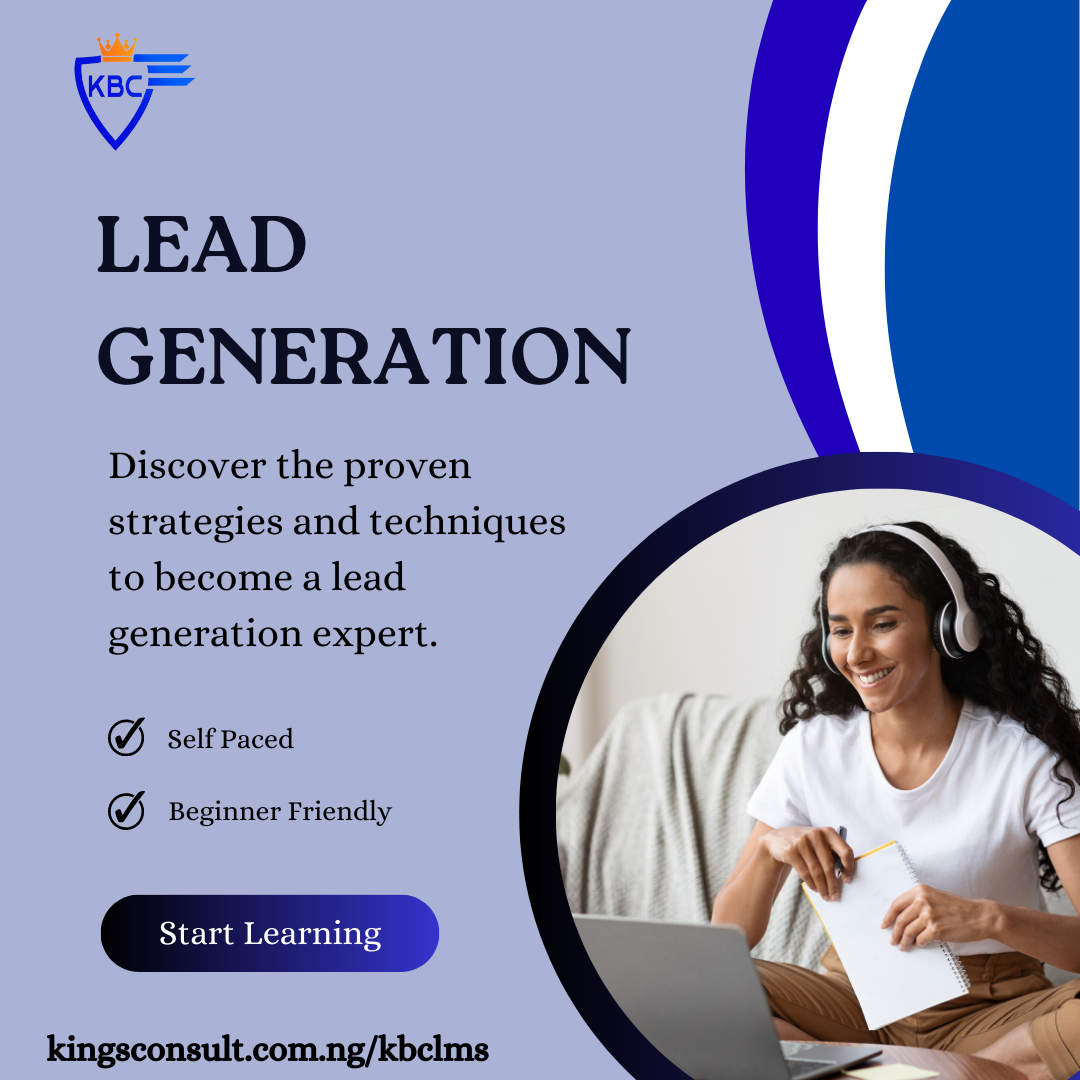 KBC
LEAD
GENERATION
Discover the proven
strategies and techniques
to become a lead
generation expert.
Self Paced
Beginner Friendly
Start Learning
kingsconsult.com.ng/kbclms